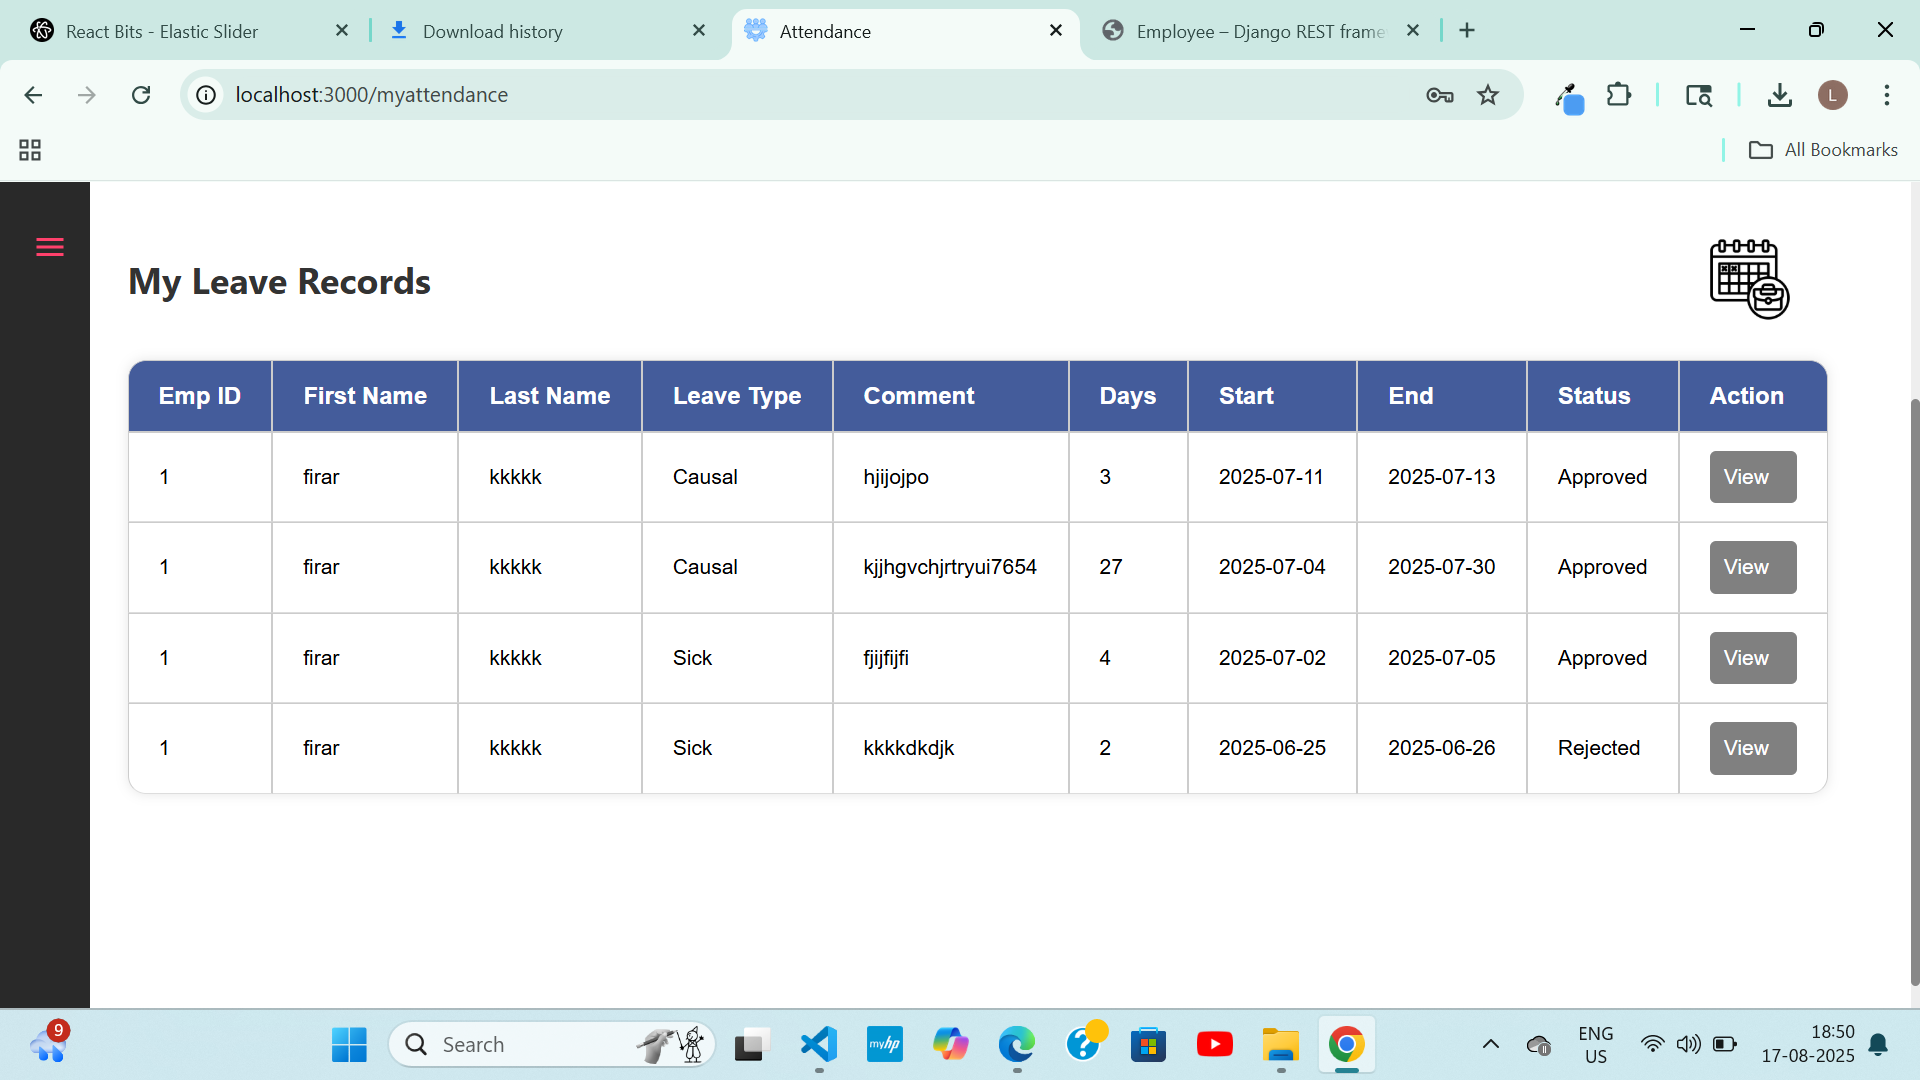 React Bits - Elastic Slider
Download history
Attendance
Employee – Django REST frame
localhost:3000/myattendance
L
All Bookmarks
My Leave Records
Emp ID First Name Last Name Leave Type Comment Days Start End Status Action
1 firar kkkkk Causal hjijojpo 3 2025-07-11 2025-07-13 Approved View
1 firar kkkkk Causal kjjhgvchjrtryui7654 27 2025-07-04 2025-07-30 Approved View
1 firar kkkkk Sick fjijfijfi 4 2025-07-02 2025-07-05 Approved View
1 firar kkkkk Sick kkkkdkdjk 2 2025-06-25 2025-06-26 Rejected View
9
Search
myhp
ENG
US
18:50
17-08-2025